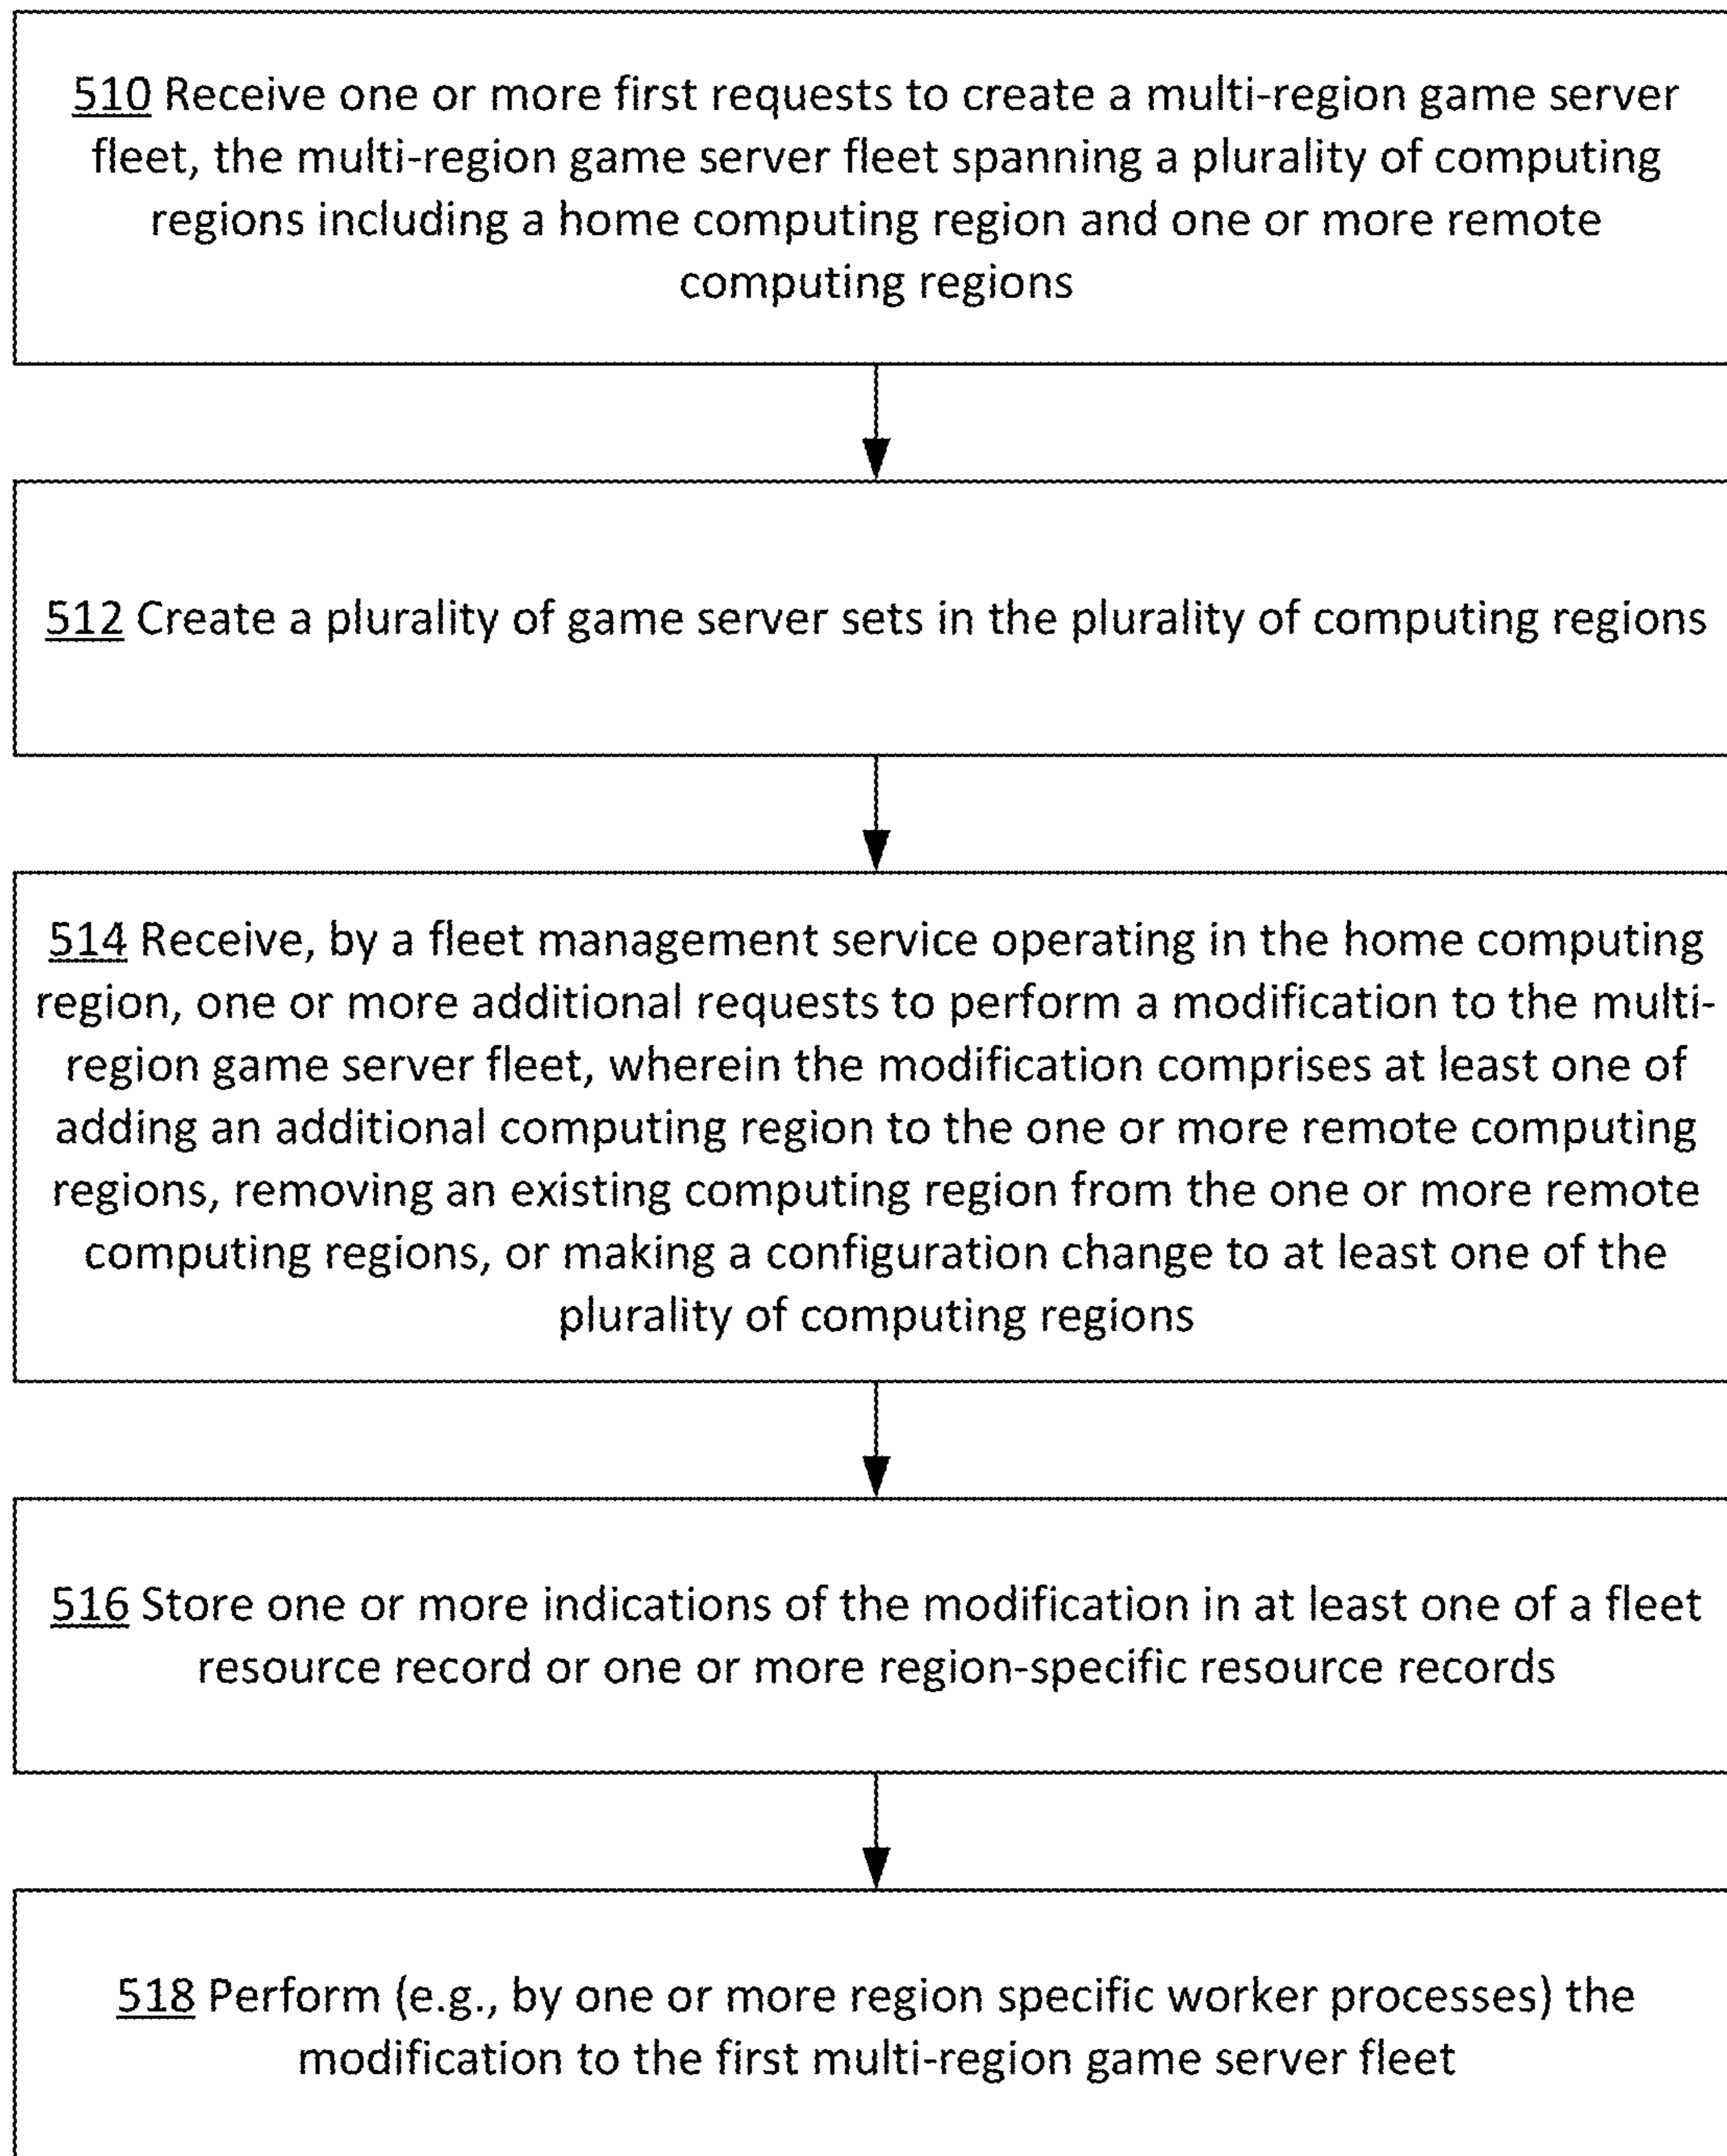 510 Receive one or more first requests to create a multi-region game server
fleet, the multi-region game server fleet spanning a plurality of computing
regions including a home computing region and one or more remote
computing regions
512 Create a plurality of game server sets in the plurality of computing regions
514 Receive, by a fleet management service operating in the home computing
region, one or more additional requests to perform a modification to the multi-
region game server fleet, wherein the modification comprises at least one of
adding an additional computing region to the one or more remote computing
regions, removing an existing computing region from the one or more remote
computing regions, or making a configuration change to at least one of the
plurality of computing regions
516 Store one or more indications of the modification in at least one of a fleet
resource record or one or more region-specific resource records
518 Perform (e.g., by one or more region specific worker processes) the
modification to the first multi-region game server fleet